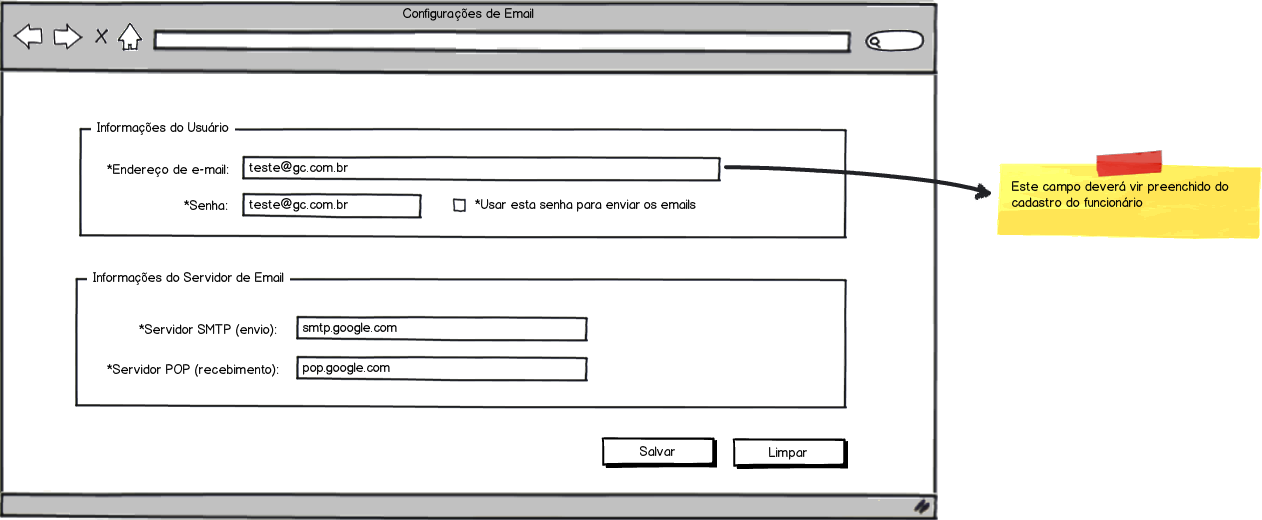 Configurações de Email
Informações do Usuário
*Endereço de e-mail: teste@gc.com.br
*Senha: teste@gc.com.br *Usar esta senha para enviar os emails
Este campo deverá vir preenchido do
cadastro do funcionário
Informações do Servidor de Email
*Servidor SMTP (envio): smtp.google.com
*Servidor POP (recebimento): pop.google.com
Salvar Limpar